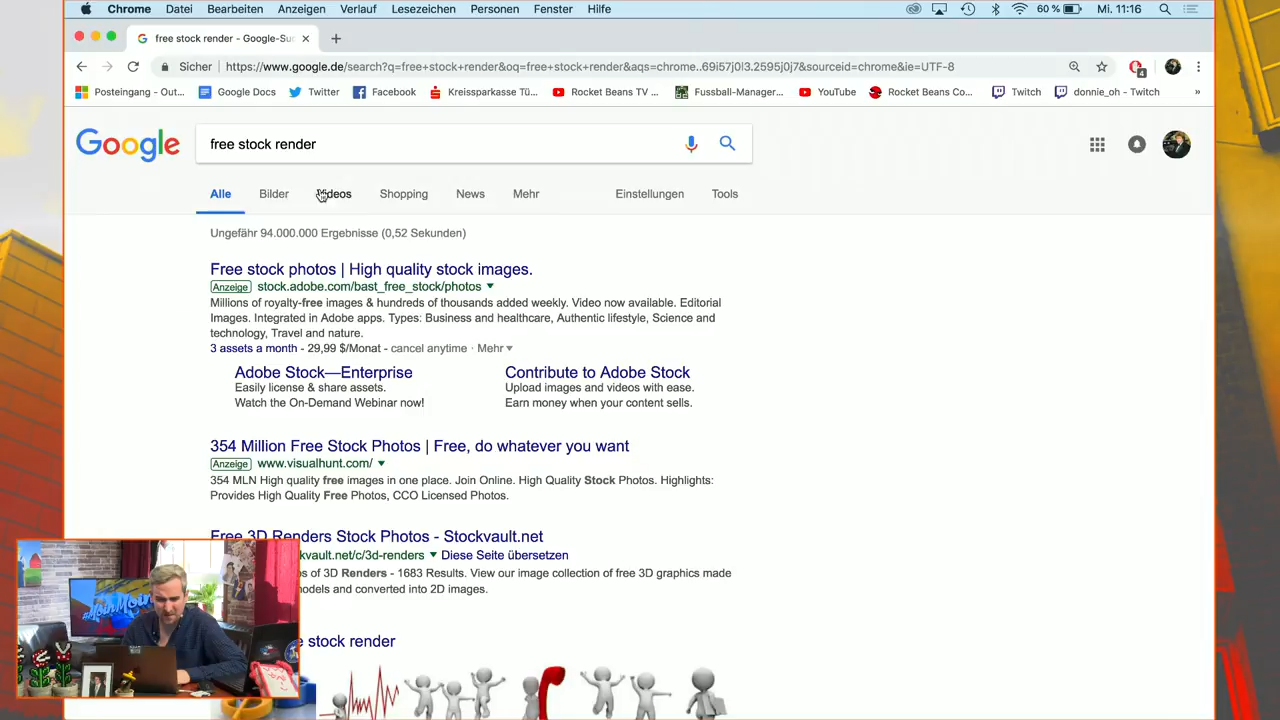 Chrome Datei Bearbeiten Anzeigen Verlauf Lesezeichen Personen Fenster Hilfe 60 % Mi. 11:16
free stock render - Google-Su
Sicher https://www.google.de/search?q=free+stock+render&oq=free+stock+render&aqs=chrome..69i57j0l3.2595j0j7&sourceid=chrome&ie=UTF-8 4
Posteingang - Out... Google Docs Twitter Facebook Kreissparkasse Tü... Rocket Beans TV ... Fussball-Manager... YouTube Rocket Beans Co... Twitch donnie_oh - Twitch »
Google free stock render
Alle Bilder Videos Shopping News Mehr Einstellungen Tools
Ungefähr 94.000.000 Ergebnisse (0,52 Sekunden)
Free stock photos | High quality stock images.
Anzeige stock.adobe.com/bast_free_stock/photos
Millions of royalty-free images & hundreds of thousands added weekly. Video now available. Editorial
Images. Integrated in Adobe apps. Types: Business and healthcare, Authentic lifestyle, Science and
technology, Travel and nature.
3 assets a month - 29,99 $/Monat - cancel anytime · Mehr
Adobe Stock—Enterprise Contribute to Adobe Stock
Easily license & share assets. Upload images and videos with ease.
Watch the On-Demand Webinar now! Earn money when your content sells.
354 Million Free Stock Photos | Free, do whatever you want
Anzeige www.visualhunt.com/
354 MLN High quality free images in one place. Join Online. High Quality Stock Photos. Highlights:
Provides High Quality Free Photos, CCO Licensed Photos.
Free 3D Renders Stock Photos - Stockvault.net
kvault.net/c/3d-renders Diese Seite übersetzen
of 3D Renders - 1683 Results. View our image collection of free 3D graphics made
models and converted into 2D images.
stock render
#MoinMoin